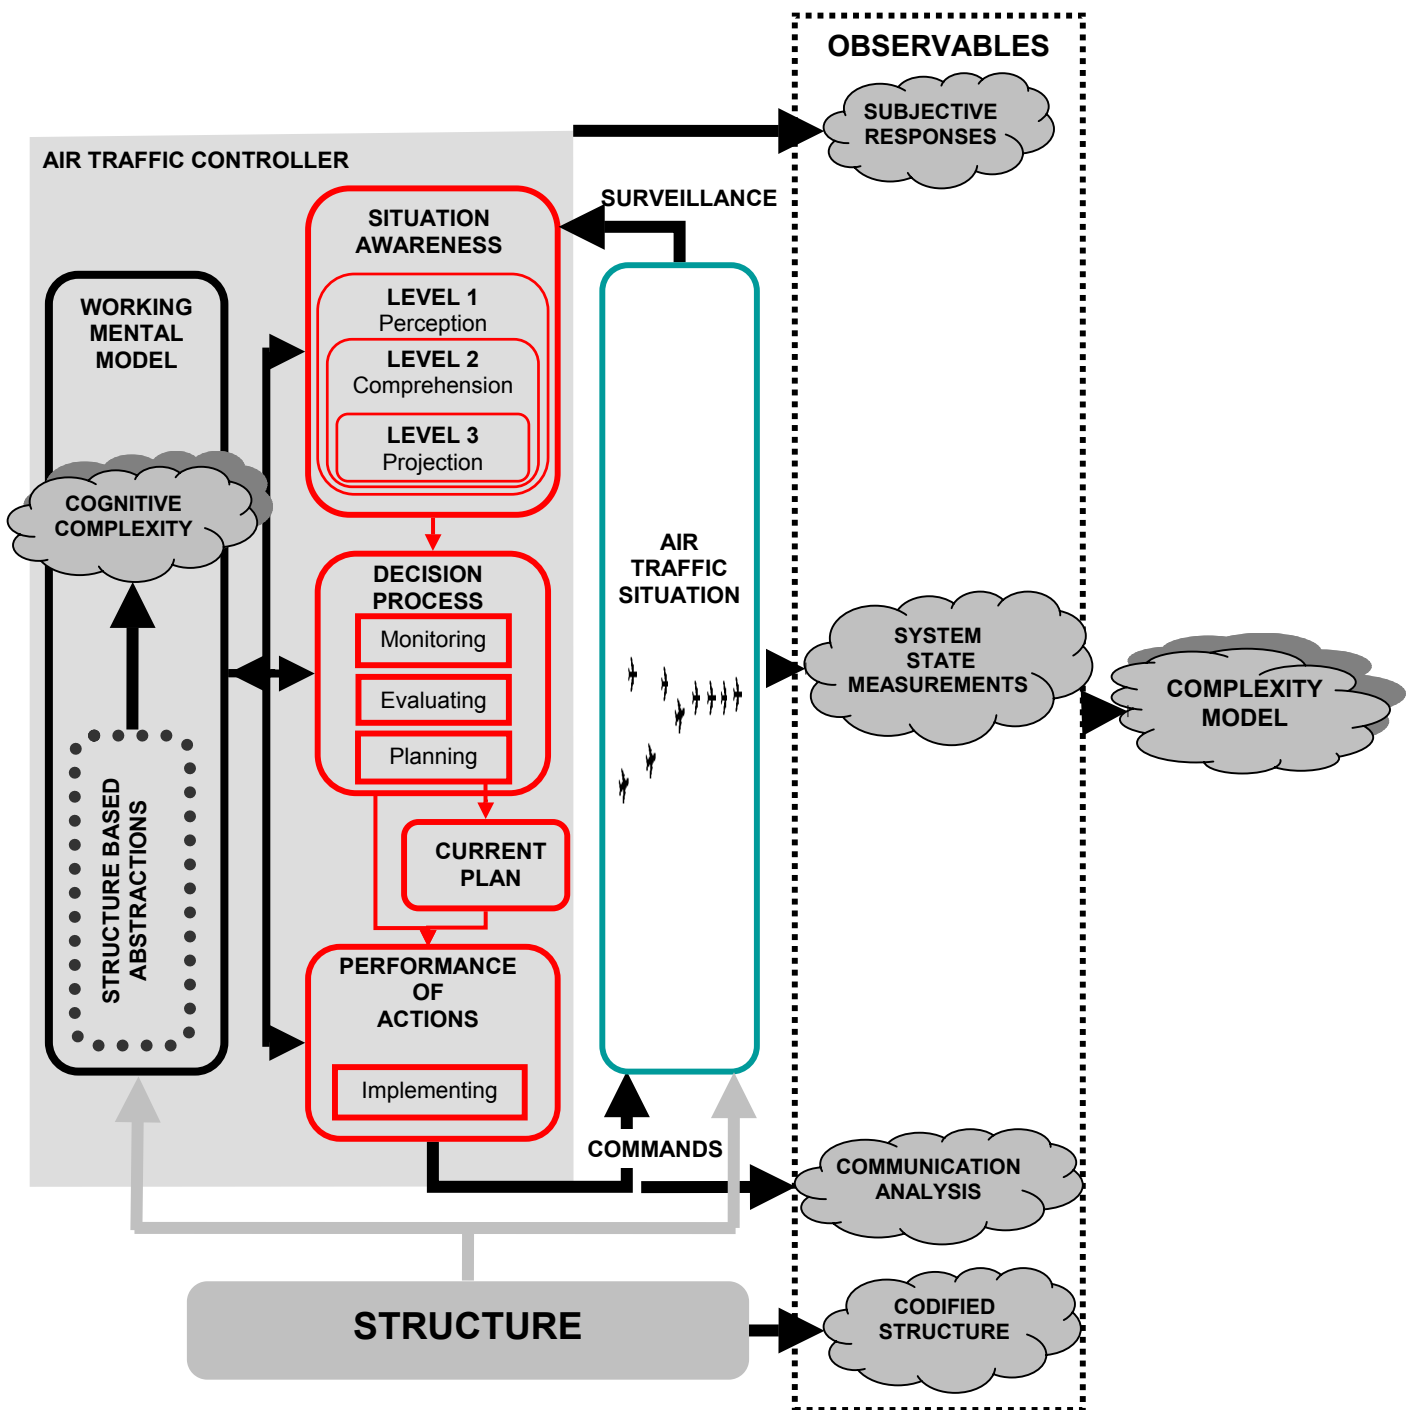 OBSERVABLES
SUBJECTIVE
RESPONSES
AIR TRAFFIC CONTROLLER
SURVEILLANCE
SITUATION
AWARENESS
LEVEL 1
Perception
LEVEL 2
Comprehension
LEVEL 3
Projection
WORKING
MENTAL
MODEL
COGNITIVE
COMPLEXITY
STRUCTURE BASED
ABSTRACTIONS
DECISION
PROCESS
Monitoring
Evaluating
Planning
CURRENT
PLAN
PERFORMANCE
OF
ACTIONS
Implementing
AIR
TRAFFIC
SITUATION
SYSTEM
STATE
MEASUREMENTS
COMPLEXITY
MODEL
COMMANDS
COMMUNICATION
ANALYSIS
STRUCTURE
CODIFIED
STRUCTURE